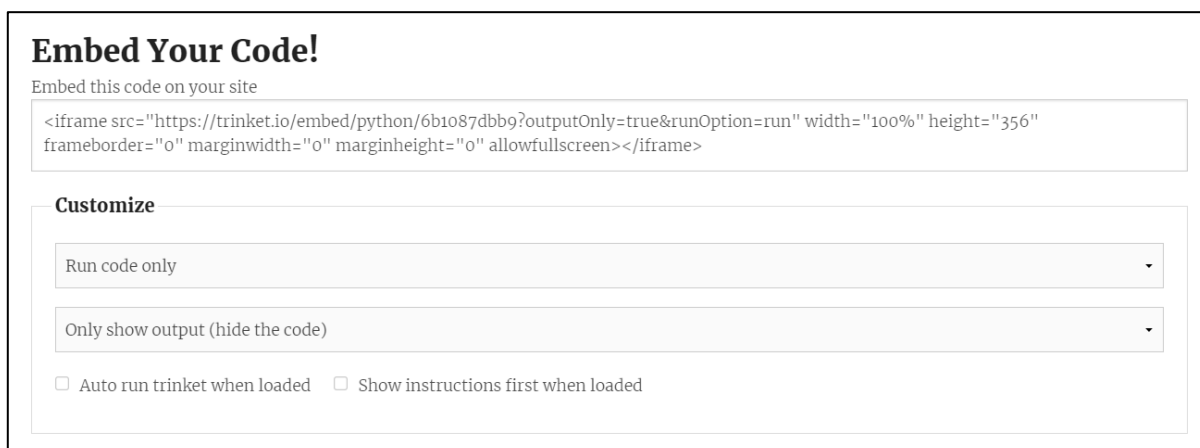 Embed Your Code!
Embed this code on your site
<iframe src="https://trinket.io/embed/python/6b1087dbb9?outputOnly=true&runOption=run" width="100%" height="356"
frameborder="0" marginwidth="0" marginheight="0" allowfullscreen></iframe>
Customize
Run code only
Only show output (hide the code)
Auto run trinket when loaded Show instructions first when loaded